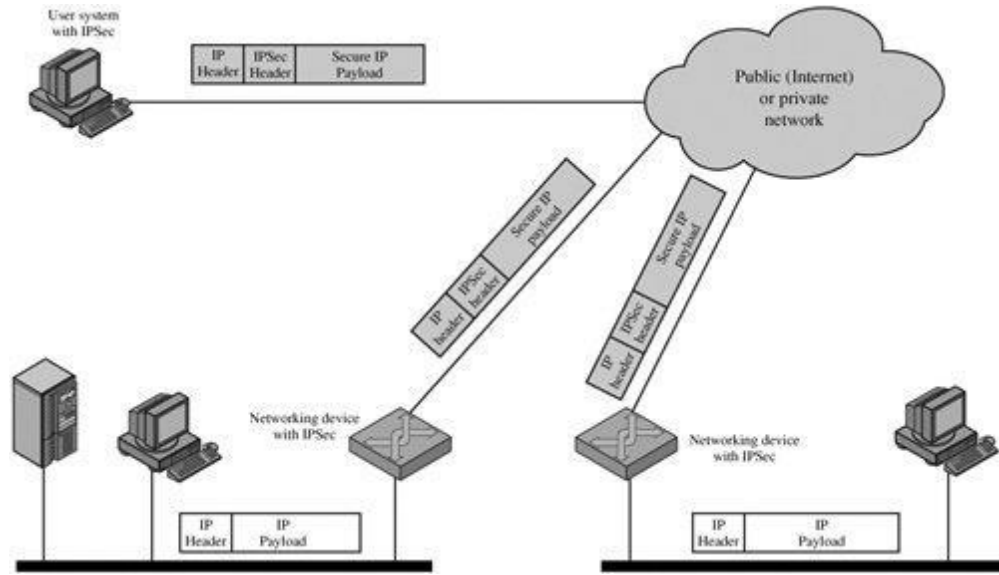 User system
with IPSec
IP
Header
IPSec
Header
Secure IP
Payload
Public (Internet)
or private
network
IP
header
IPSec
header
Secure IP
payload
IP
header
IPSec
header
Secure IP
payload
Networking device
with IPSec
Networking device
with IPSec
IP
Header
IP
Payload
IP
Header
IP
Payload